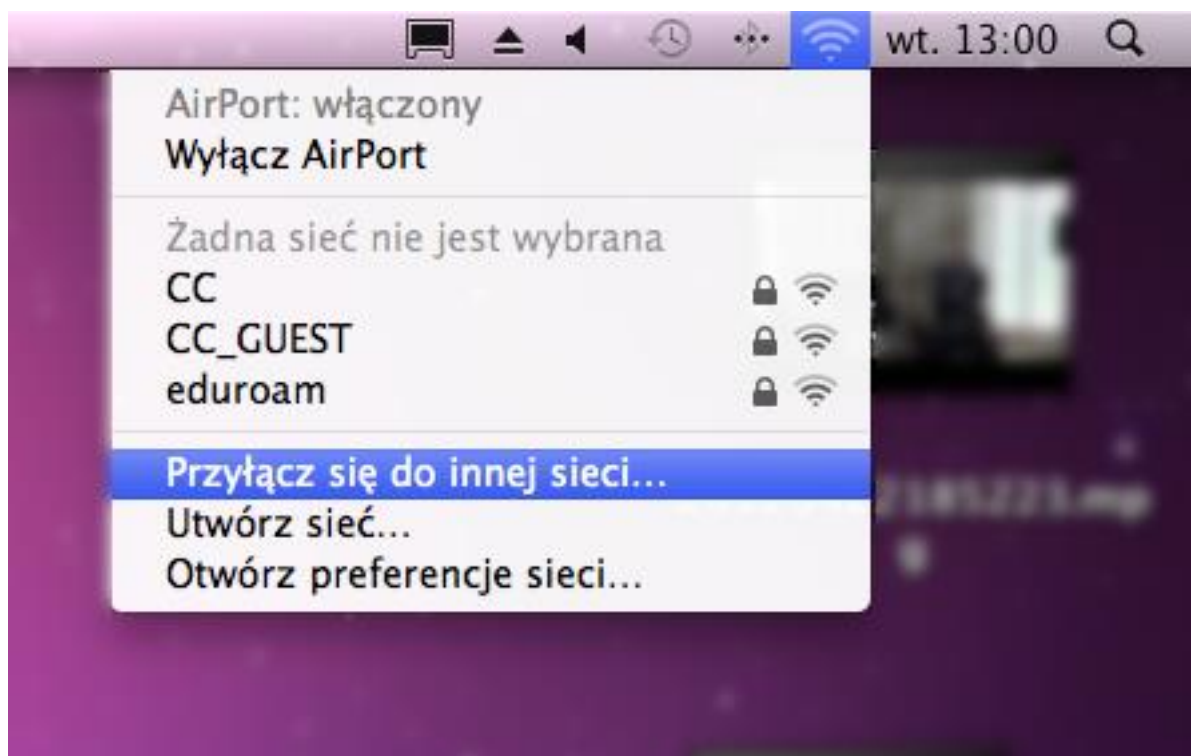 wt. 13:00
AirPort: włączony
Wyłącz AirPort
Żadna sieć nie jest wybrana
CC
CC_GUEST
eduroam
Przyłącz się do innej sieci...
Utwórz sieć...
Otwórz preferencje sieci...